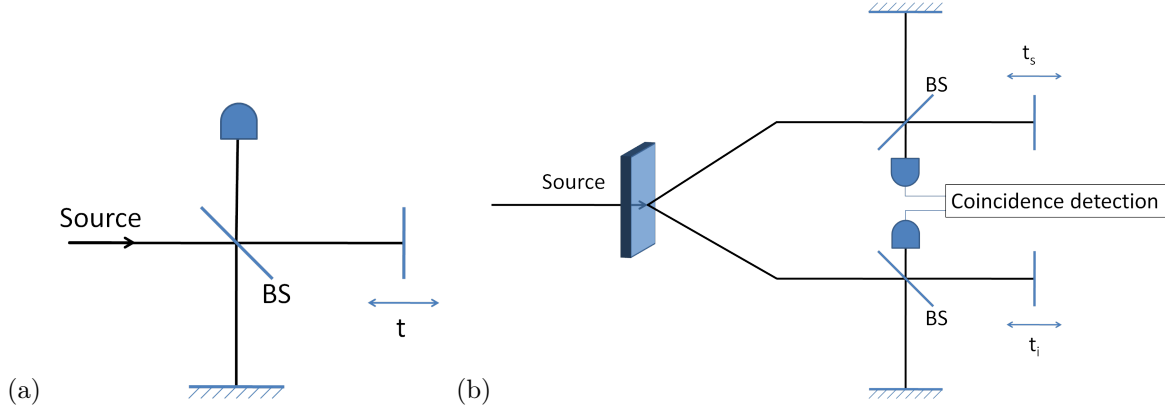 Source
BS
t
(a)
t_s
BS
Source
Coincidence detection
BS
t_i
(b)